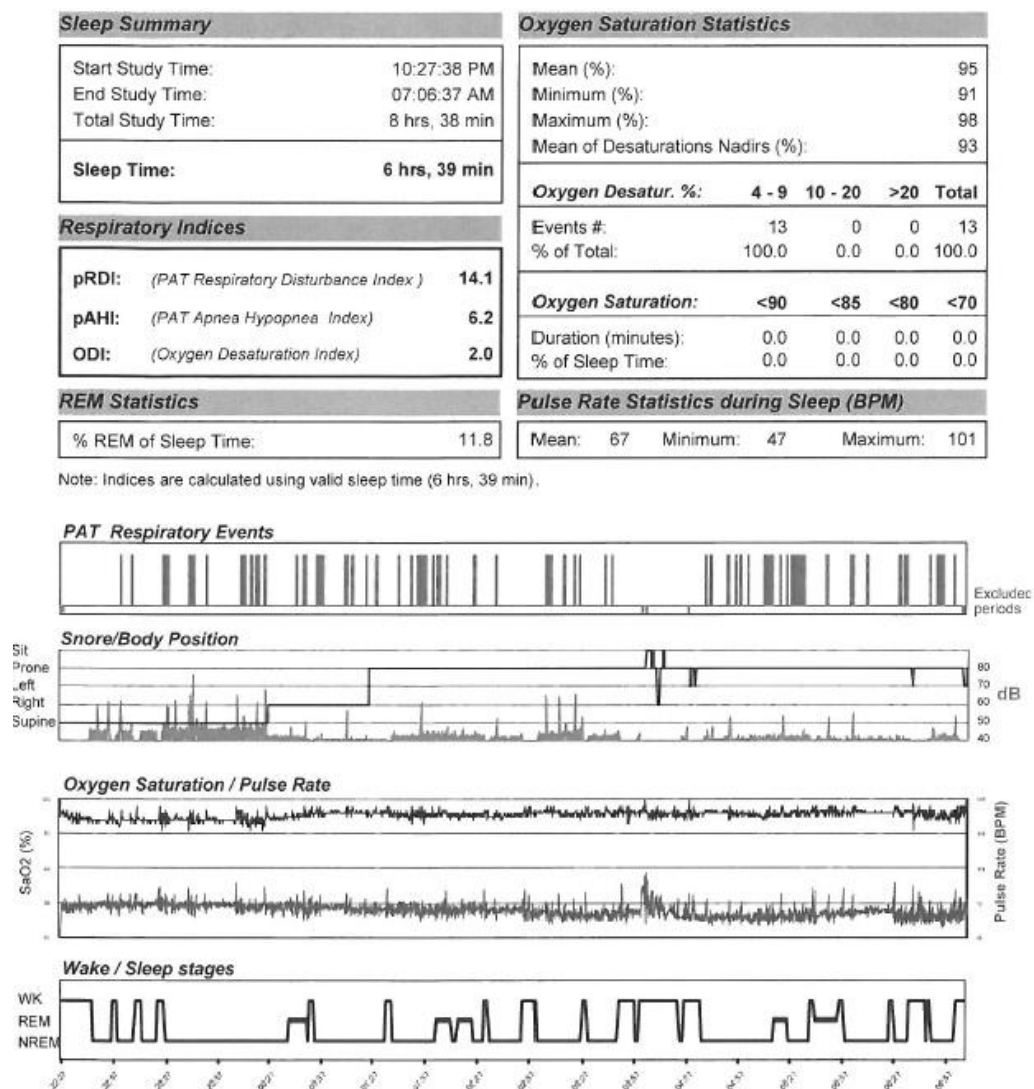 Sleep Summary
Start Study Time: 10:27:38 PM
End Study Time: 07:06:37 AM
Total Study Time: 8 hrs, 38 min
Sleep Time: 6 hrs, 39 min
Respiratory Indices
pRDI: (PAT Respiratory Disturbance Index ) 14.1
pAHI: (PAT Apnea Hypopnea Index) 6.2
ODI: (Oxygen Desaturation Index) 2.0
REM Statistics
% REM of Sleep Time: 11.8
Oxygen Saturation Statistics
Mean (%): 95
Minimum (%): 91
Maximum (%): 98
Mean of Desaturations Nadirs (%): 93
Oxygen Desatur. %: 4 - 9 10 - 20 >20 Total
Events #: 13 0 0 13
% of Total: 100.0 0.0 0.0 100.0
Oxygen Saturation: <90 <85 <80 <70
Duration (minutes): 0.0 0.0 0.0 0.0
% of Sleep Time: 0.0 0.0 0.0 0.0
Pulse Rate Statistics during Sleep (BPM)
Mean: 67 Minimum: 47 Maximum: 101
Note: Indices are calculated using valid sleep time (6 hrs, 39 min).
PAT Respiratory Events
Excluded
periods
Snore/Body Position
Sit
Prone
Left
Right
Supine
80
70
60
50
40
dB
Oxygen Saturation / Pulse Rate
SaO2 (%)
Pulse Rate (BPM)
Wake / Sleep stages
WK
REM
NREM